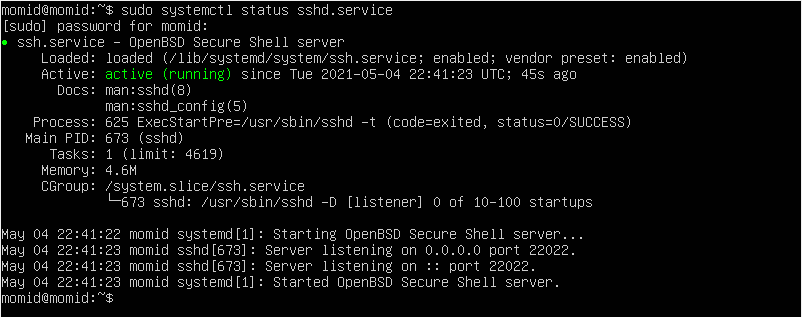 momid@momid:~$ sudo systemctl status sshd.service
[sudo] password for momid:
● ssh.service - OpenBSD Secure Shell server
     Loaded: loaded (/lib/systemd/system/ssh.service; enabled; vendor preset: enabled)
     Active: active (running) since Tue 2021-05-04 22:41:23 UTC; 45s ago
       Docs: man:sshd(8)
             man:sshd_config(5)
    Process: 625 ExecStartPre=/usr/sbin/sshd -t (code=exited, status=0/SUCCESS)
   Main PID: 673 (sshd)
      Tasks: 1 (limit: 4619)
     Memory: 4.6M
     CGroup: /system.slice/ssh.service
             └─673 sshd: /usr/sbin/sshd -D [listener] 0 of 10-100 startups

May 04 22:41:22 momid systemd[1]: Starting OpenBSD Secure Shell server...
May 04 22:41:23 momid sshd[673]: Server listening on 0.0.0.0 port 22022.
May 04 22:41:23 momid sshd[673]: Server listening on :: port 22022.
May 04 22:41:23 momid systemd[1]: Started OpenBSD Secure Shell server.
momid@momid:~$